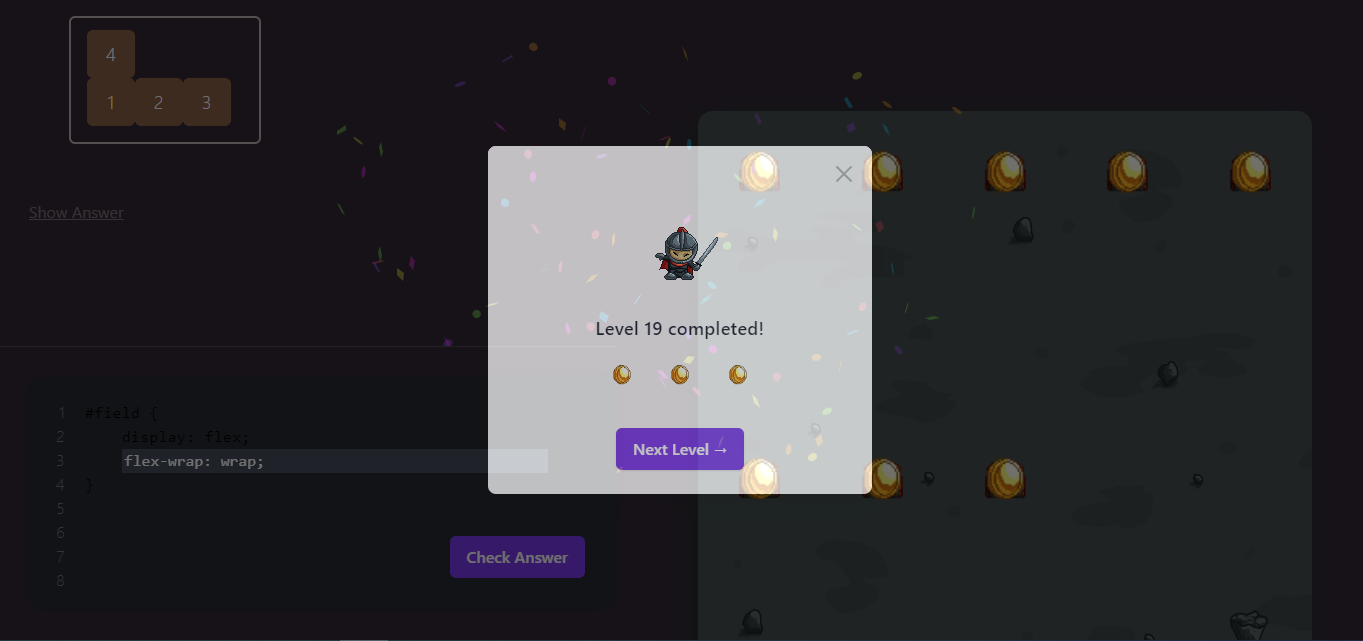 4
1 2 3
Show Answer
Level 19 completed!
Next Level →
1 #field {
2 display: flex;
3 flex-wrap: wrap;
4 }
5
6
7
8
Check Answer